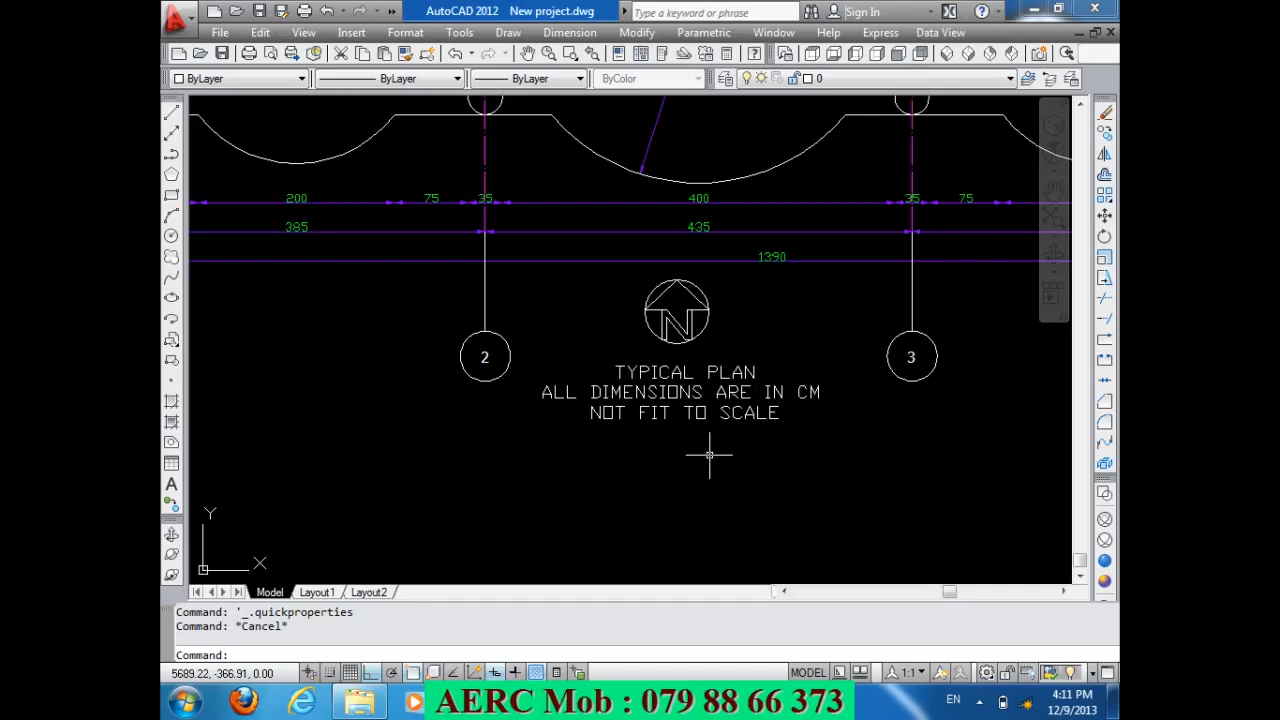 AutoCAD 2012 New project.dwg
Type a keyword or phrase
Sign In
File Edit View Insert Format Tools Draw Dimension Modify Parametric Window Help Express Data View
ByLayer ByLayer ByLayer ByColor 0
200 75 35 400 35 75
385 435
1390
N
2 3
TYPICAL PLAN
ALL DIMENSIONS ARE IN CM
NOT FIT TO SCALE
Y
X
Model Layout1 Layout2
Command: '_.quickproperties
Command: *Cancel*
Command:
5689.22, -366.91, 0.00 MODEL 1:1
AERC Mob : 079 88 66 373
EN 4:11 PM
12/9/2013